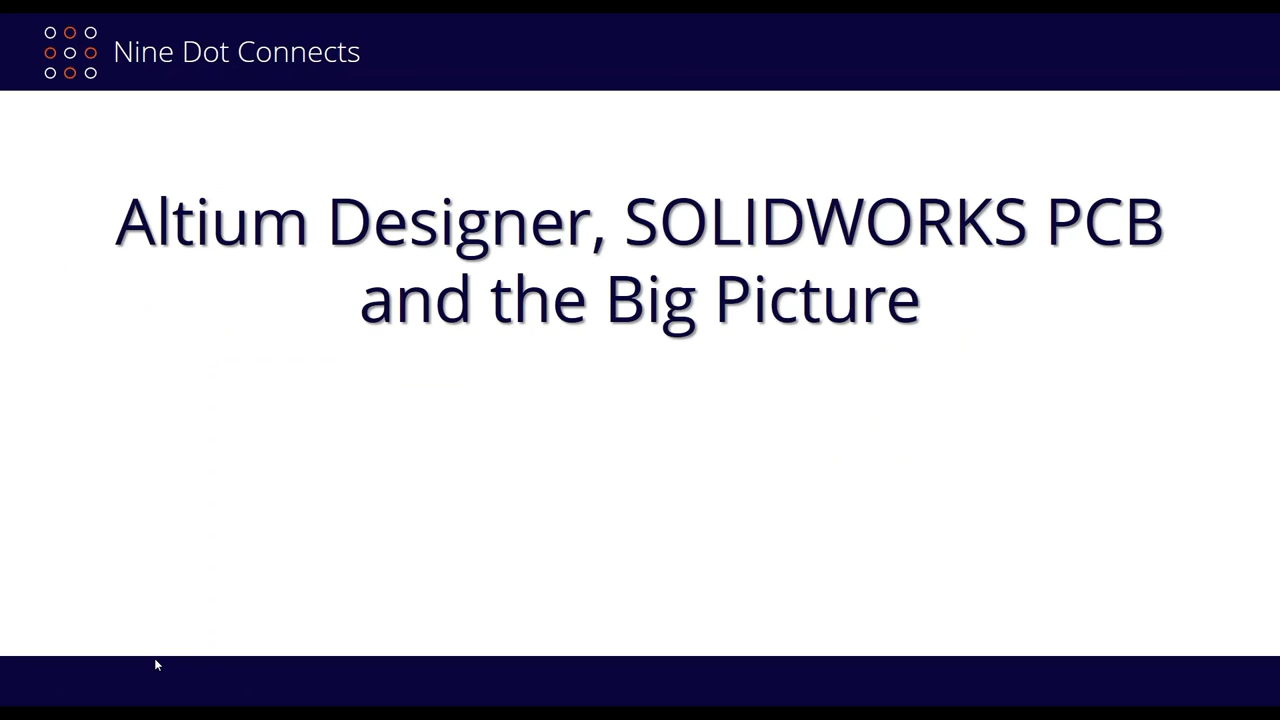 Nine Dot Connects
Altium Designer, SOLIDWORKS PCB
and the Big Picture